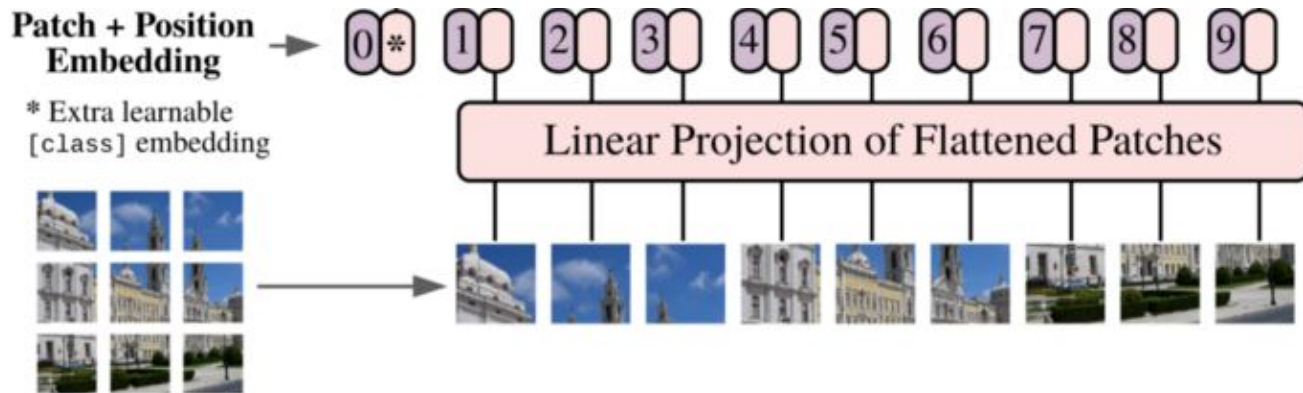 Patch + Position
Embedding
0 * 1 2 3 4 5 6 7 8 9
* Extra learnable
[class] embedding
Linear Projection of Flattened Patches